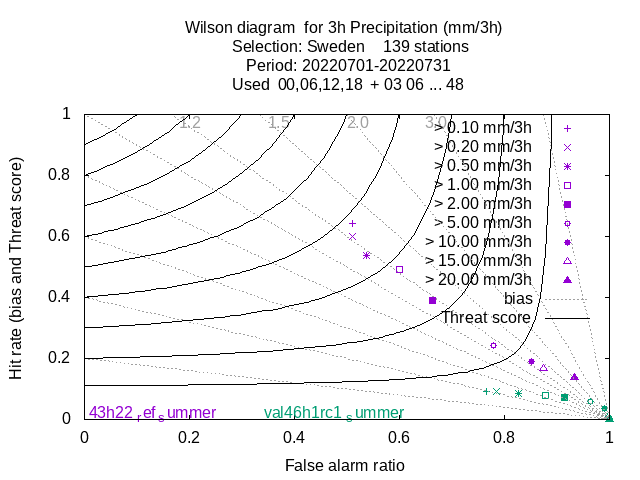 Wilson diagram  for 3h Precipitation (mm/3h)
Selection: Sweden    139 stations
Period: 20220701-20220731
Used  00,06,12,18  + 03 06 ... 48
Hit rate (bias and Threat score)
1
0.8
0.6
0.4
0.2
0
1.2
1.5
2.0
3.0
> 0.10 mm/3h
> 0.20 mm/3h
> 0.50 mm/3h
> 1.00 mm/3h
> 2.00 mm/3h
> 5.00 mm/3h
> 10.00 mm/3h
> 15.00 mm/3h
> 20.00 mm/3h
bias
Threat score
43h22_ref_summer
val46h1rc1_summer
0 0.2 0.4 0.6 0.8 1
False alarm ratio